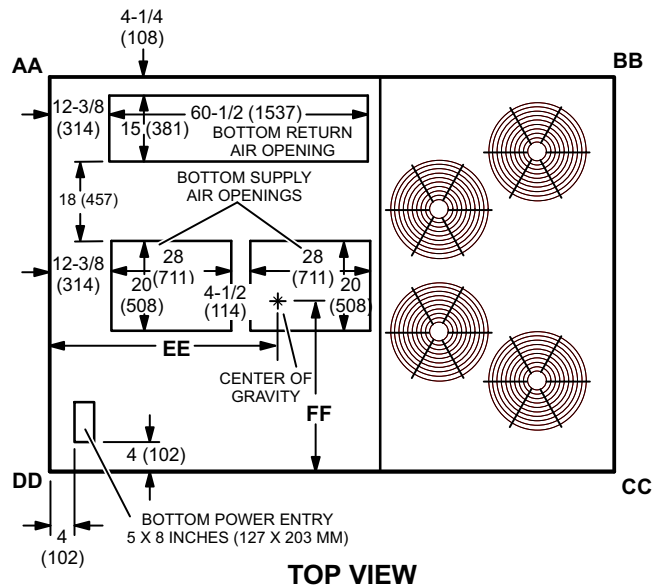 4-1/4
(108)
AA
BB
12-3/8
(314)
60-1/2 (1537)
15 (381)
BOTTOM RETURN
AIR OPENING
18 (457)
BOTTOM SUPPLY
AIR OPENINGS
12-3/8
(314)
28
(711)
20
(508)
4-1/2
(114)
28
(711)
20
(508)
EE
CENTER OF
GRAVITY
FF
4 (102)
DD
CC
4
(102)
BOTTOM POWER ENTRY
5 X 8 INCHES (127 X 203 MM)
TOP VIEW